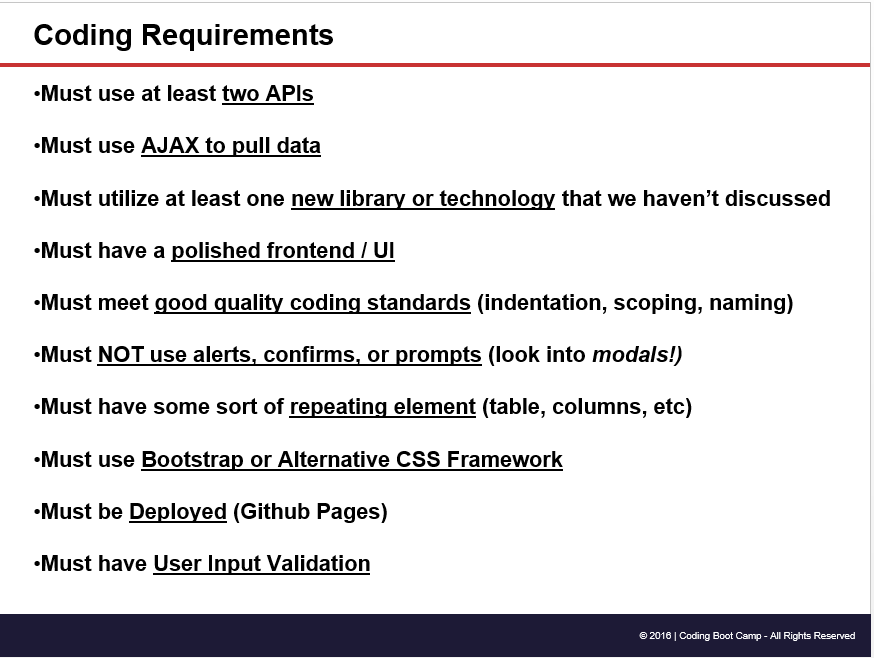 Coding Requirements
•Must use at least two APIs
•Must use AJAX to pull data
•Must utilize at least one new library or technology that we haven’t discussed
•Must have a polished frontend / UI
•Must meet good quality coding standards (indentation, scoping, naming)
•Must NOT use alerts, confirms, or prompts (look into modals!)
•Must have some sort of repeating element (table, columns, etc)
•Must use Bootstrap or Alternative CSS Framework
•Must be Deployed (Github Pages)
•Must have User Input Validation
© 2016 | Coding Boot Camp - All Rights Reserved